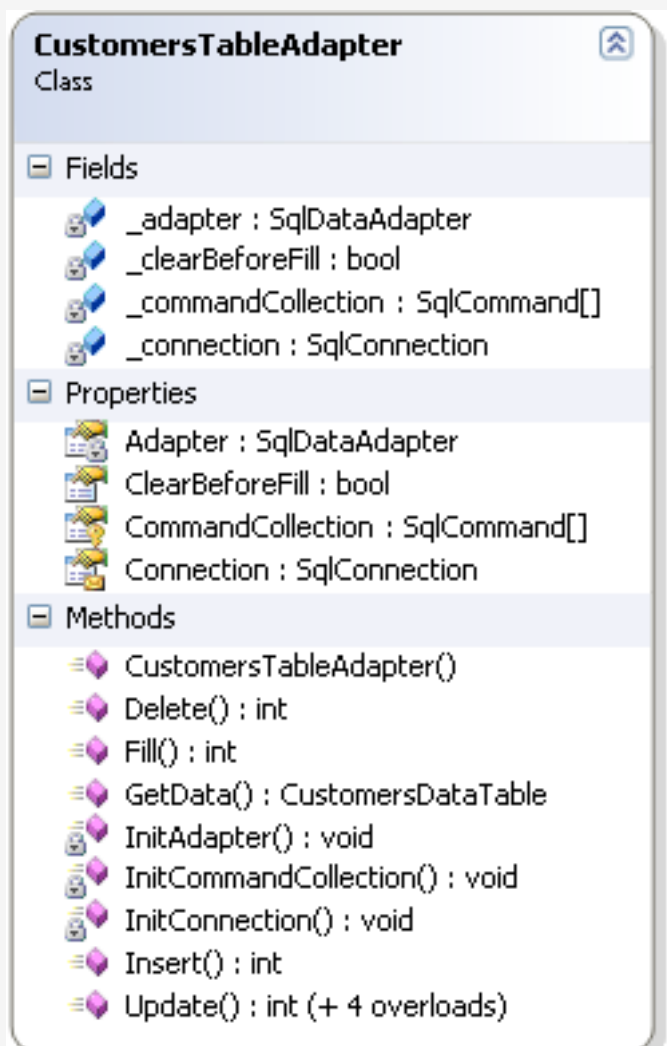 CustomersTableAdapter
Class
Fields
_adapter : SqlDataAdapter
_clearBeforeFill : bool
_commandCollection : SqlCommand[]
_connection : SqlConnection
Properties
Adapter : SqlDataAdapter
ClearBeforeFill : bool
CommandCollection : SqlCommand[]
Connection : SqlConnection
Methods
CustomersTableAdapter()
Delete() : int
Fill() : int
GetData() : CustomersDataTable
InitAdapter() : void
InitCommandCollection() : void
InitConnection() : void
Insert() : int
Update() : int (+ 4 overloads)